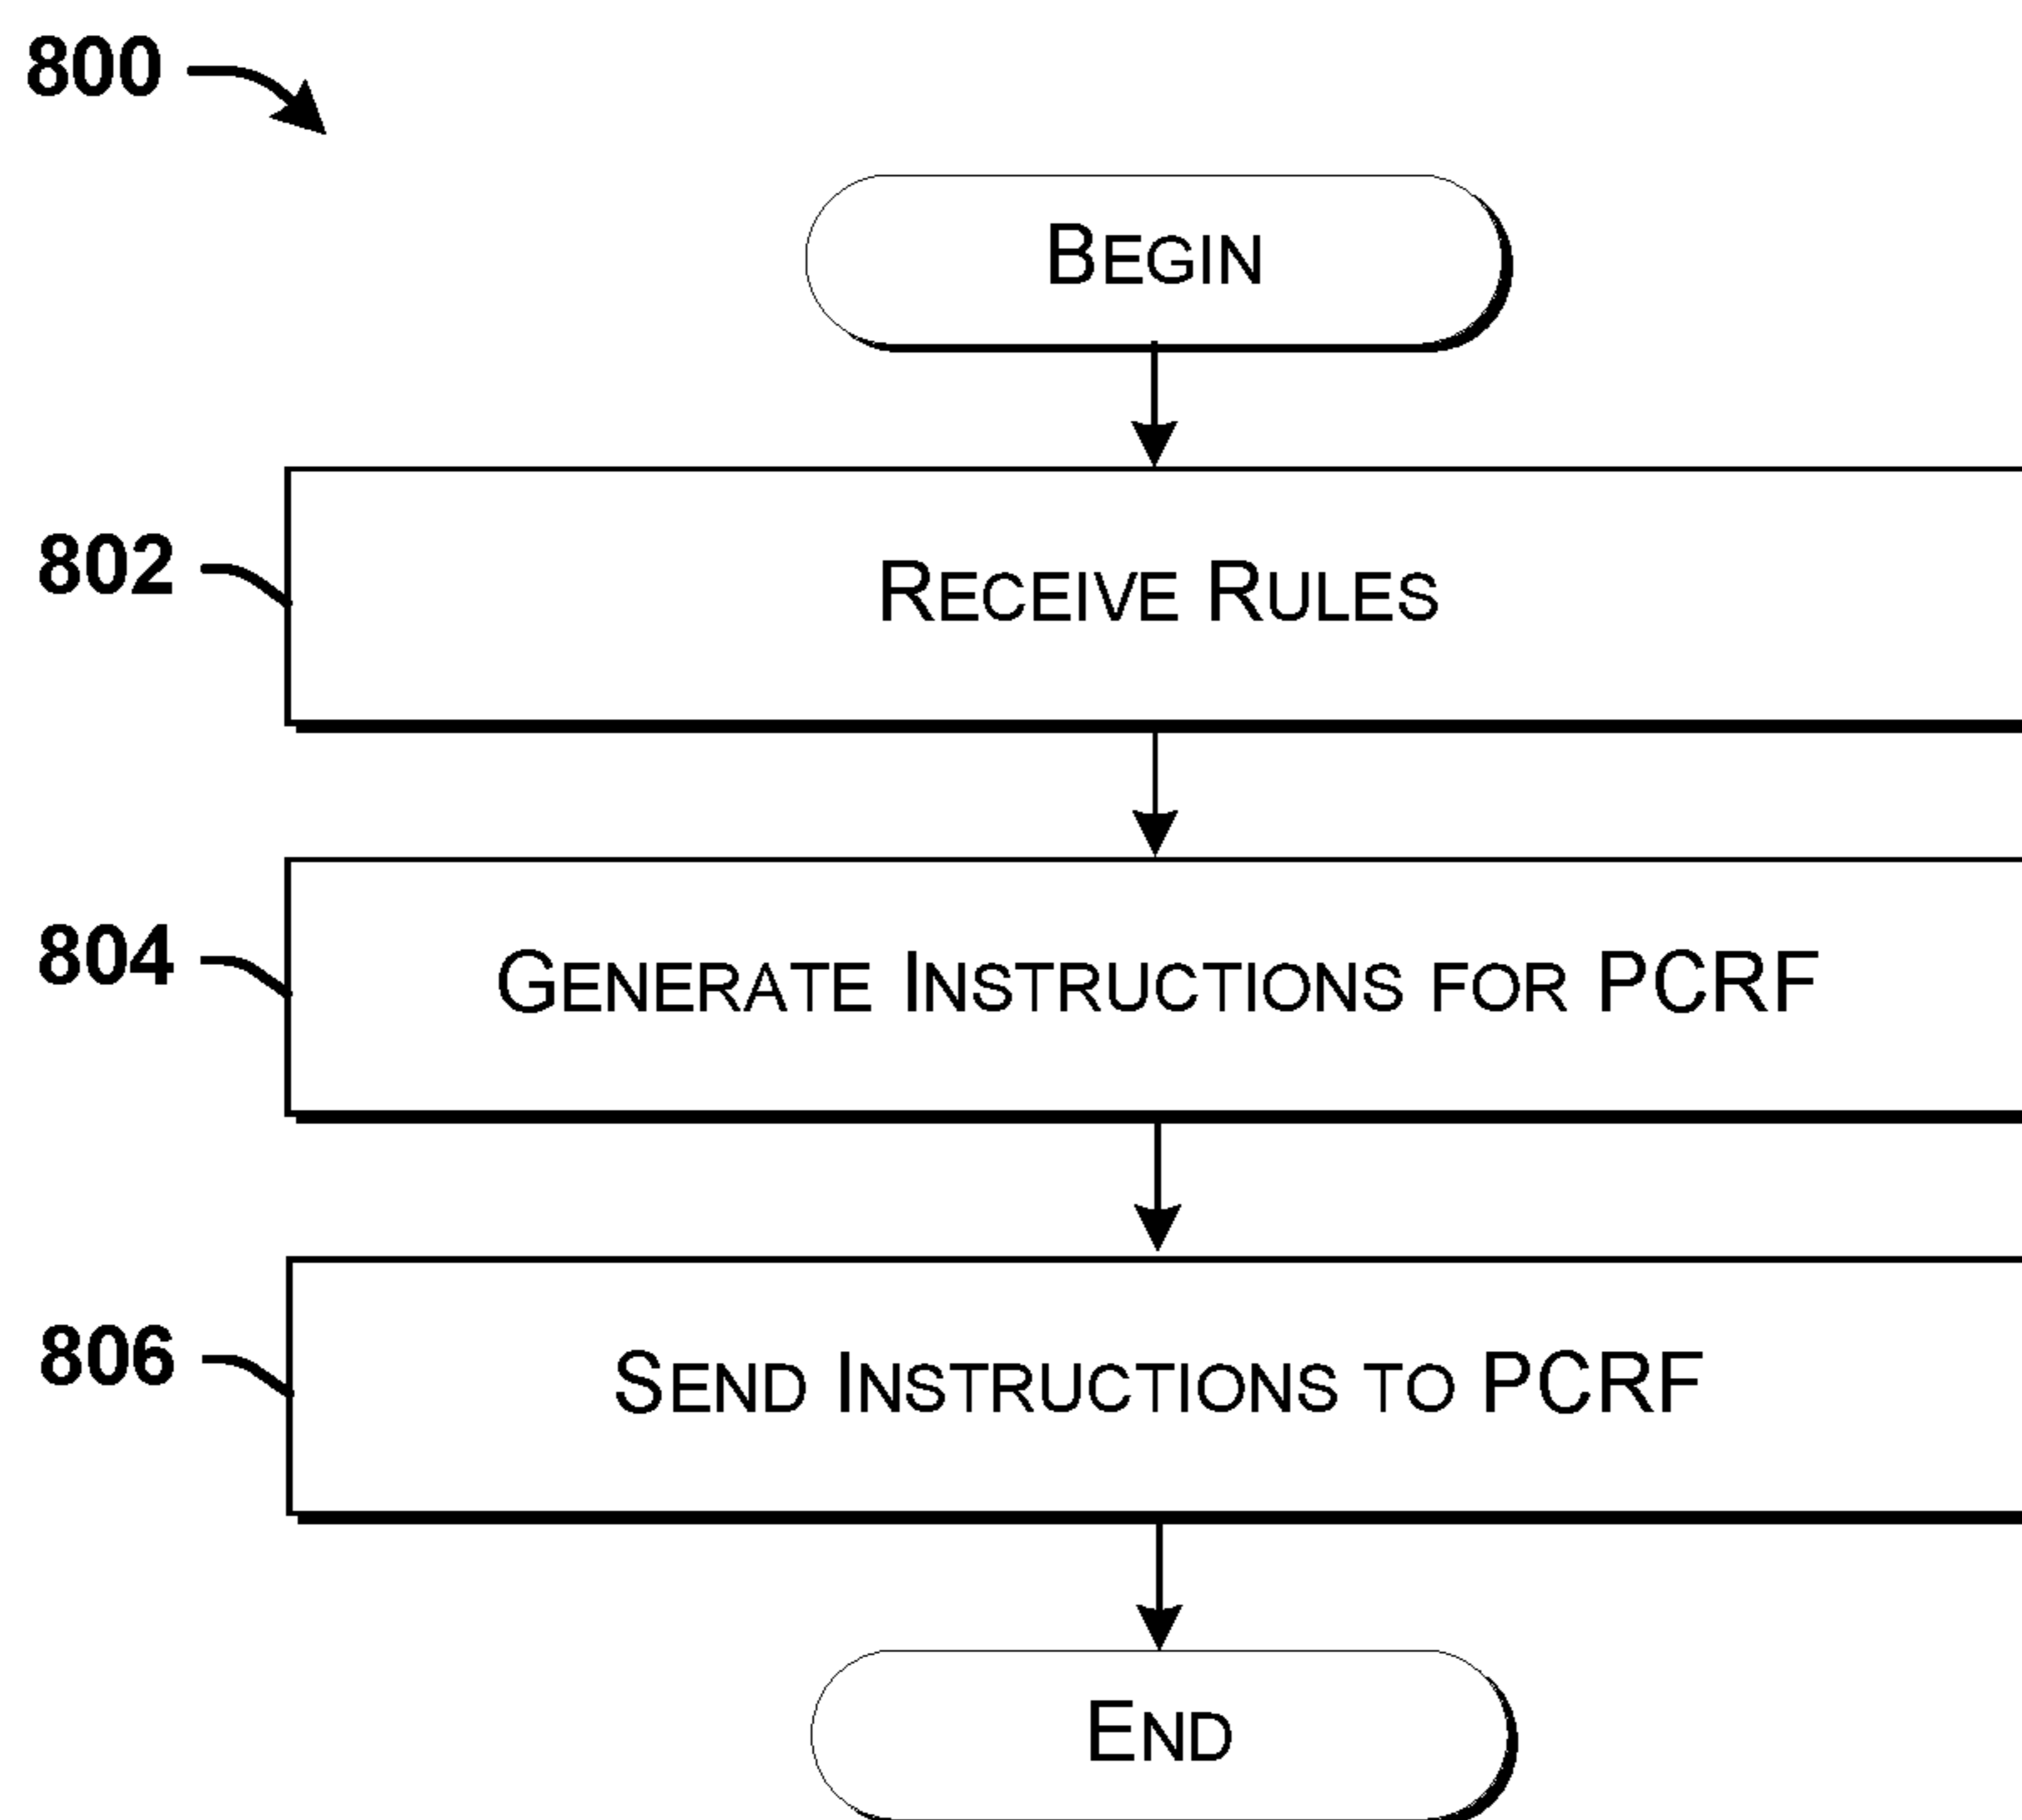 800
BEGIN
802
RECEIVE RULES
804
GENERATE INSTRUCTIONS FOR PCRF
806
SEND INSTRUCTIONS TO PCRF
END